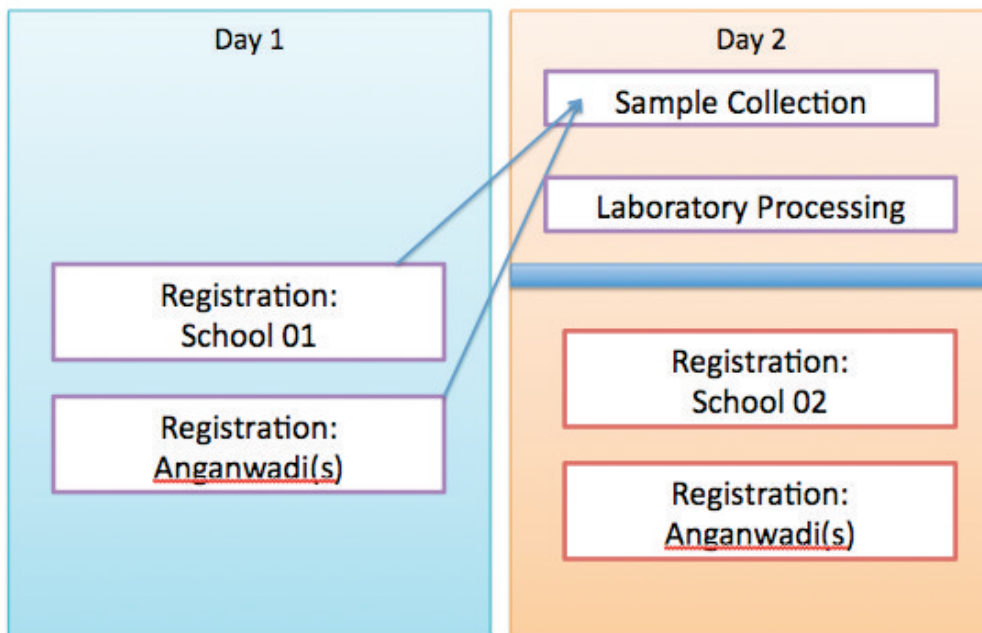 Day 1
Registration:
School 01
Registration:
Anganwadi(s)
Day 2
Sample Collection
Laboratory Processing
Registration:
School 02
Registration:
Anganwadi(s)